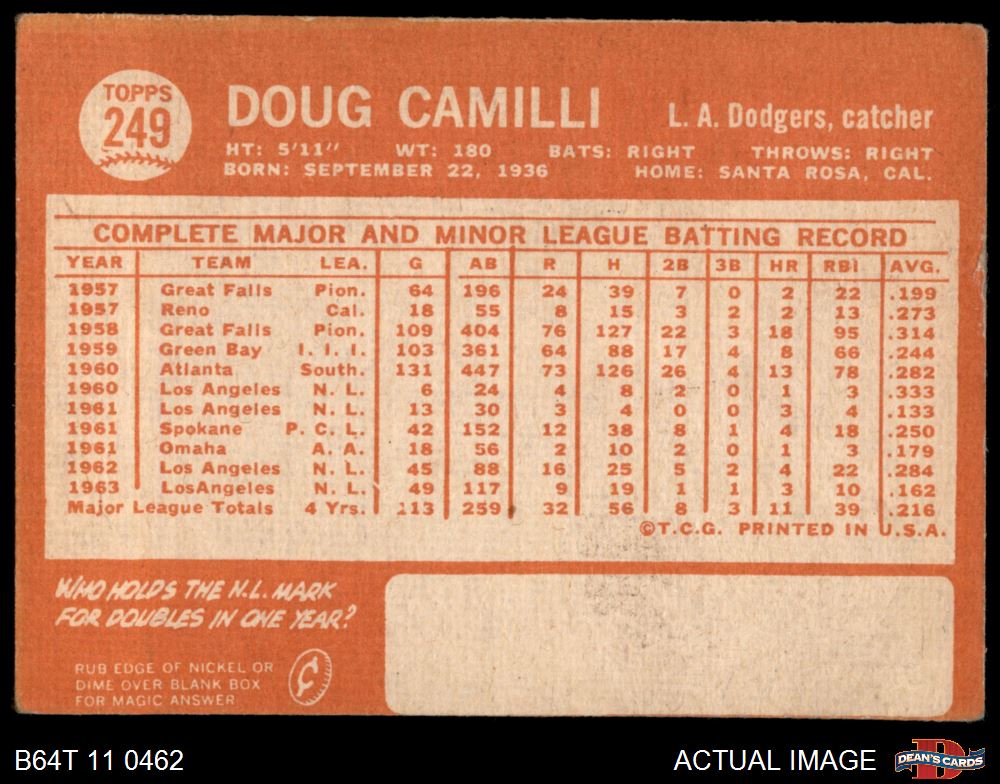 TOPPS
249
DOUG CAMILLI
L. A. Dodgers, catcher
HT: 5'11" WT: 180 BATS: RIGHT THROWS: RIGHT
BORN: SEPTEMBER 22, 1936 HOME: SANTA ROSA, CAL.
COMPLETE MAJOR AND MINOR LEAGUE BATTING RECORD
YEAR TEAM LEA. G AB R H 2B 3B HR RBI AVG.
1957 Great Falls Pion. 64 196 24 39 7 0 2 22 .199
1957 Reno Cal. 18 55 8 15 3 2 2 13 .273
1958 Great Falls Pion. 109 404 76 127 22 3 18 95 .314
1959 Green Bay I. I. I. 103 361 64 88 17 4 8 66 .244
1960 Atlanta South. 131 447 73 126 26 4 13 78 .282
1960 Los Angeles N. L. 6 24 4 8 2 0 1 3 .333
1961 Los Angeles N. L. 13 30 3 4 0 0 3 4 .133
1961 Spokane P. C. L. 42 152 12 38 8 1 4 18 .250
1961 Omaha A. A. 18 56 2 10 2 0 1 3 .179
1962 Los Angeles N. L. 45 88 16 25 5 2 4 22 .284
1963 LosAngeles N. L. 49 117 9 19 1 1 3 10 .162
Major League Totals 4 Yrs. 113 259 32 56 8 3 11 39 .216
©T.C.G. PRINTED IN U.S.A.
WHO HOLDS THE N.L. MARK
FOR DOUBLES IN ONE YEAR?
RUB EDGE OF NICKEL OR
DIME OVER BLANK BOX
FOR MAGIC ANSWER
¢
B64T 11 0462
ACTUAL IMAGE
D
DEAN'S CARDS